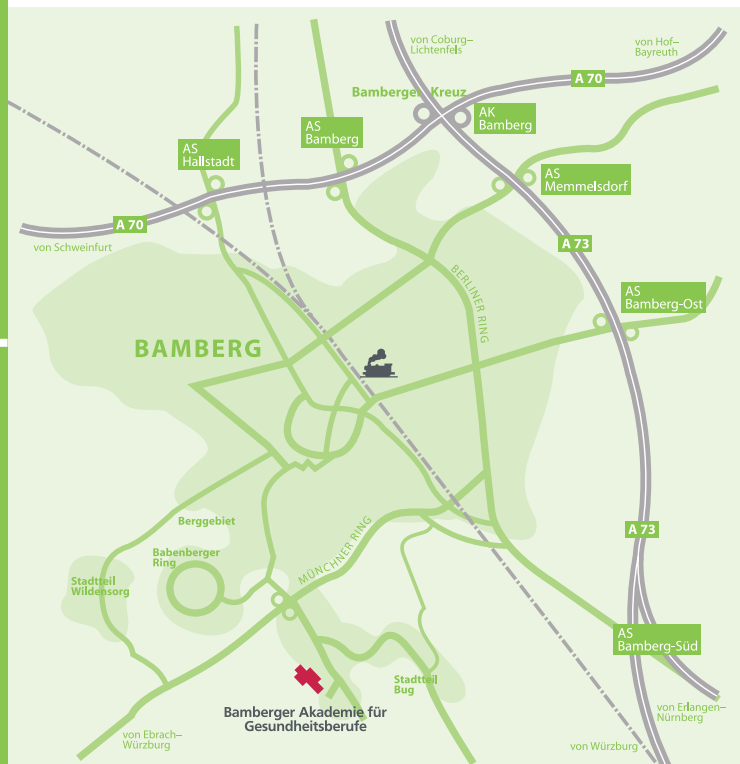 von Coburg–
Lichtenfels
von Hof–
Bayreuth
A 70
Bamberger Kreuz
AK
Bamberg
AS
Bamberg
AS
Hallstadt
AS
Memmelsdorf
A 70
von Schweinfurt
A 73
BERLINER RING
AS
Bamberg-Ost
BAMBERG
Berggebiet
MÜNCHNER RING
A 73
Babenberger
Ring
Stadtteil
Wildensorg
AS
Bamberg-Süd
Stadtteil
Bug
Bamberger Akademie für
Gesundheitsberufe
von Erlangen–
Nürnberg
von Ebrach–
Würzburg
von Würzburg